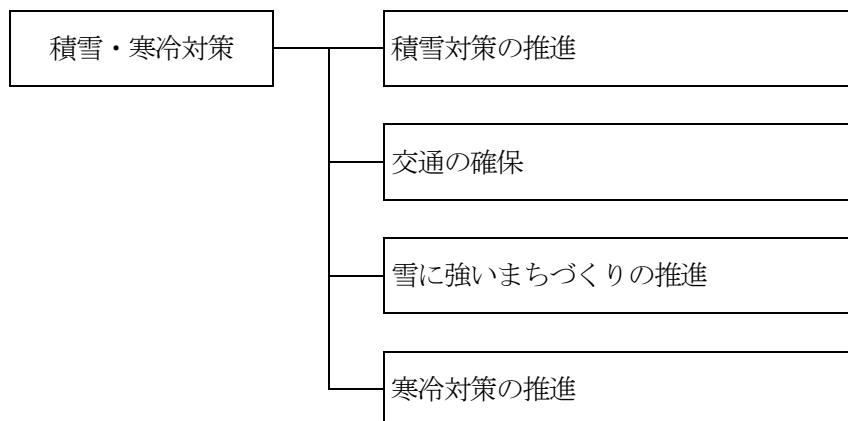 積雪・寒冷対策
積雪対策の推進
交通の確保
雪に強いまちづくりの推進
寒冷対策の推進